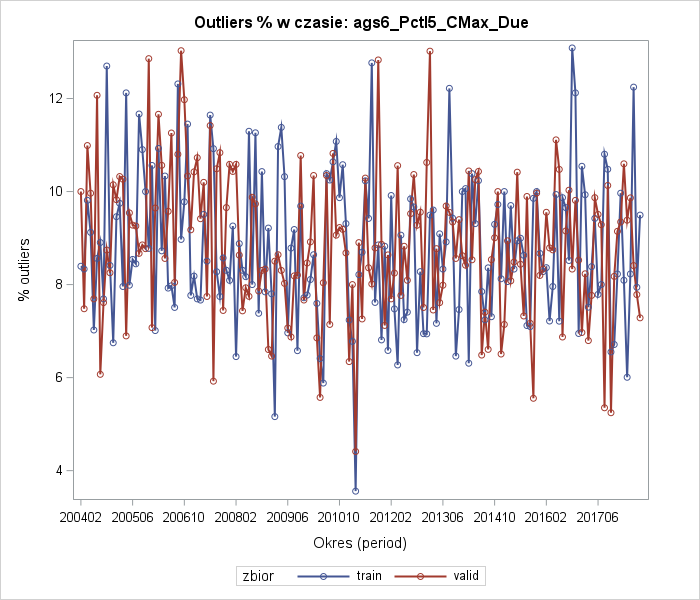 Outliers % w czasie: ags6_Pctl5_CMax_Due
% outliers
12
10
8
6
4
200402 200506 200610 200802 200906 201010 201202 201306 201410 201602 201706
Okres (period)
zbior train valid